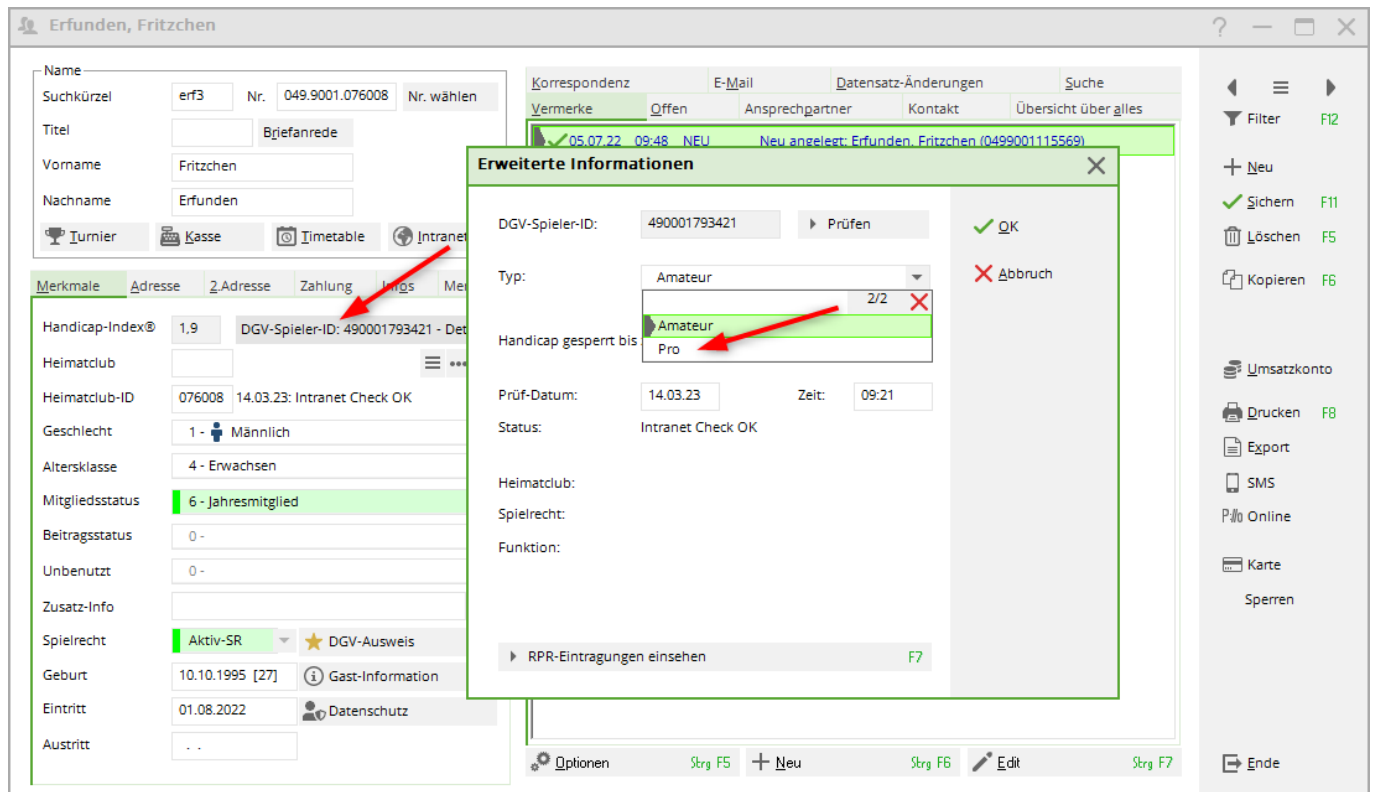 Erfunden, Fritzchen
Name
Suchkürzel erf3 Nr. 049.9001.076008 Nr. wählen
Titel Briefanrede
Vorname Fritzchen
Nachname Erfunden
Turnier Kasse Timetable Intranet
Merkmale Adresse 2.Adresse Zahlung Infos Mer
Handicap-Index® 1,9 DGV-Spieler-ID: 490001793421 - Det
Heimatclub
Heimatclub-ID 076008 14.03.23: Intranet Check OK
Geschlecht 1 - Männlich
Altersklasse 4 - Erwachsen
Mitgliedsstatus 6 - Jahresmitglied
Beitragsstatus 0 -
Unbenutzt 0 -
Zusatz-Info
Spielrecht Aktiv-SR DGV-Ausweis
Geburt 10.10.1995 [27] Gast-Information
Eintritt 01.08.2022 Datenschutz
Austritt . .
Korrespondenz E-Mail Datensatz-Änderungen Suche
Vermerke Offen Ansprechpartner Kontakt Übersicht über alles
05.07.22 09:48 NEU Neu angelegt: Erfunden, Fritzchen (0499001115569)
Erweiterte Informationen
DGV-Spieler-ID: 490001793421 Prüfen
Typ: Amateur
2/2
Amateur
Pro
Handicap gesperrt bis
Prüf-Datum: 14.03.23 Zeit: 09:21
Status: Intranet Check OK
Heimatclub:
Spielrecht:
Funktion:
RPR-Eintragungen einsehen F7
OK
Abbruch
Optionen Strg F5 Neu Strg F6 Edit Strg F7
Filter F12
Neu
Sichern F11
Löschen F5
Kopieren F6
Umsatzkonto
Drucken F8
Export
SMS
P:// Online
Karte
Sperren
Ende